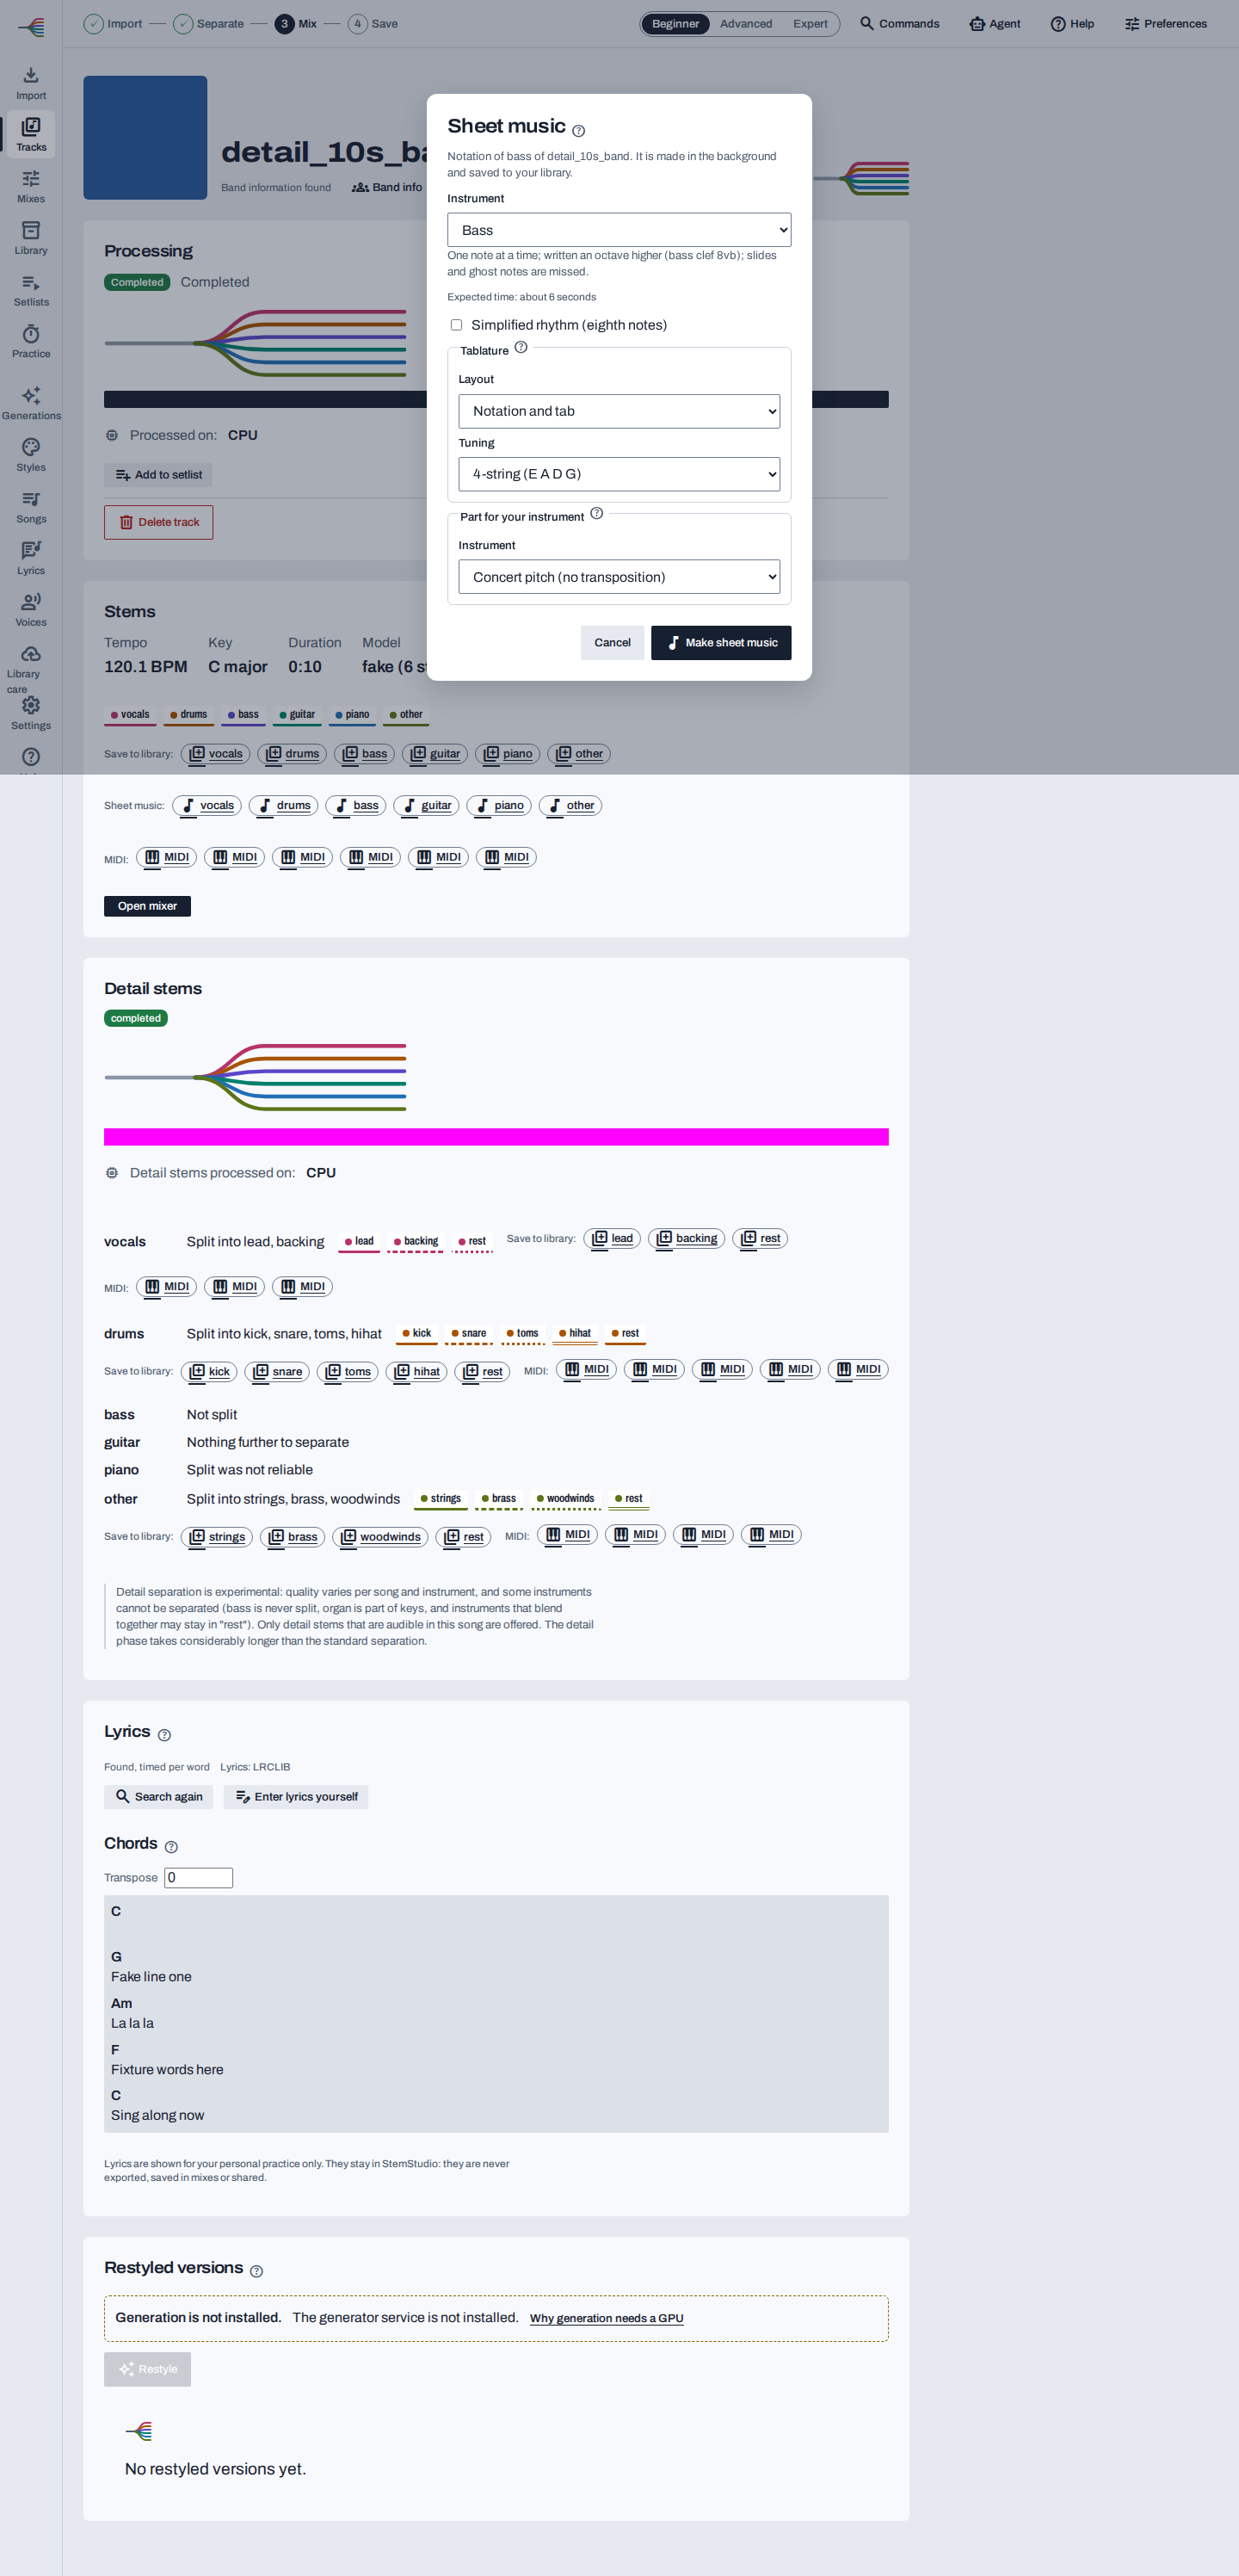 Import
Separate
3 Mix
4 Save
Beginner
Advanced
Expert
Commands
Agent
Help
Preferences
Import
Tracks
Mixes
Library
Setlists
Practice
Generations
Styles
Songs
Lyrics
Voices
Library
care
Settings
detail_10s_ba
Band information found
Band info
Processing
Completed
Completed
Processed on: CPU
Add to setlist
Delete track
Sheet music
Notation of bass of detail_10s_band. It is made in the background
and saved to your library.
Instrument
Bass
One note at a time; written an octave higher (bass clef 8vb); slides
and ghost notes are missed.
Expected time: about 6 seconds
Simplified rhythm (eighth notes)
Tablature
Layout
Notation and tab
Tuning
4-string (E A D G)
Part for your instrument
Instrument
Concert pitch (no transposition)
Cancel
Make sheet music
Stems
Tempo Key Duration Model
120.1 BPM C major 0:10 fake (6 st
vocals drums bass guitar piano other
Save to library: vocals drums bass guitar piano other
Sheet music: vocals drums bass guitar piano other
MIDI: MIDI MIDI MIDI MIDI MIDI MIDI
Open mixer
Detail stems
completed
Detail stems processed on: CPU
vocals Split into lead, backing lead backing rest Save to library: lead backing rest
MIDI: MIDI MIDI MIDI
drums Split into kick, snare, toms, hihat kick snare toms hihat rest
Save to library: kick snare toms hihat rest MIDI: MIDI MIDI MIDI MIDI MIDI
bass Not split
guitar Nothing further to separate
piano Split was not reliable
other Split into strings, brass, woodwinds strings brass woodwinds rest
Save to library: strings brass woodwinds rest MIDI: MIDI MIDI MIDI MIDI
Detail separation is experimental: quality varies per song and instrument, and some instruments
cannot be separated (bass is never split, organ is part of keys, and instruments that blend
together may stay in "rest"). Only detail stems that are audible in this song are offered. The detail
phase takes considerably longer than the standard separation.
Lyrics
Found, timed per word Lyrics: LRCLIB
Search again
Enter lyrics yourself
Chords
Transpose 0
C
G
Fake line one
Am
La la la
F
Fixture words here
C
Sing along now
Lyrics are shown for your personal practice only. They stay in StemStudio: they are never
exported, saved in mixes or shared.
Restyled versions
Generation is not installed. The generator service is not installed. Why generation needs a GPU
Restyle
No restyled versions yet.